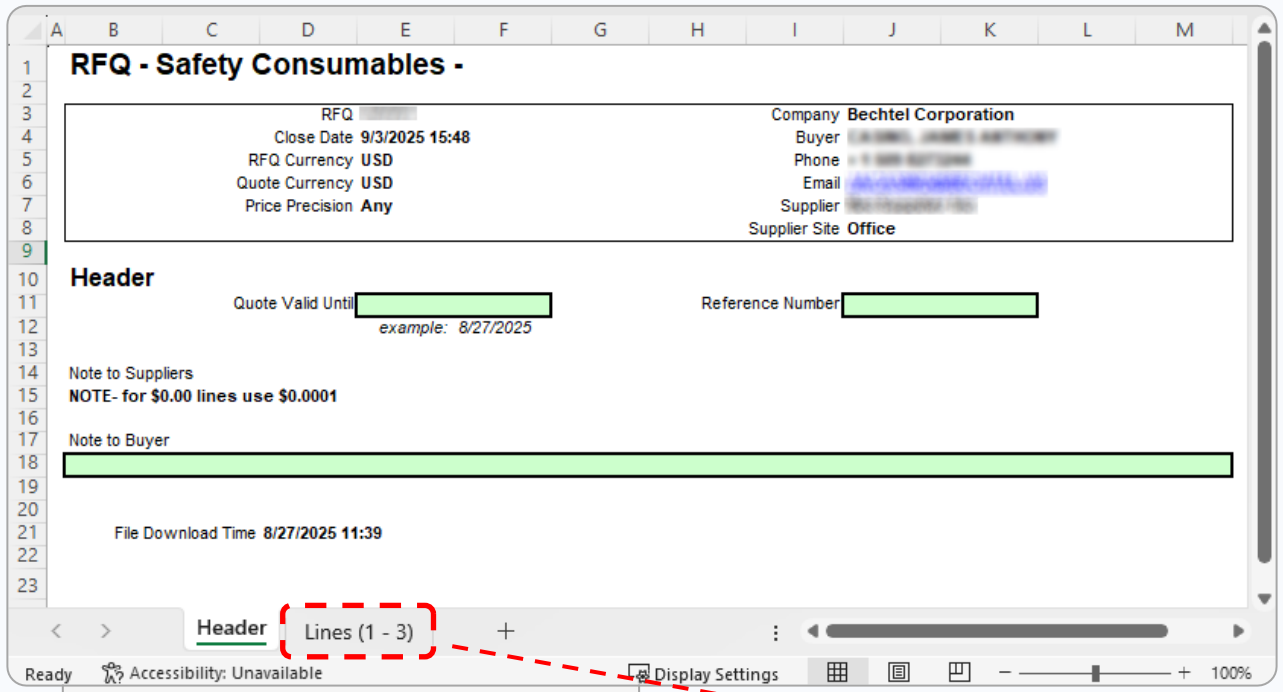 A B C D E F G H I J K L M
1 RFQ - Safety Consumables -
2
3 RFQ Company Bechtel Corporation
4 Close Date 9/3/2025 15:48 Buyer
5 RFQ Currency USD Phone
6 Quote Currency USD Email
7 Price Precision Any Supplier
8 Supplier Site Office
9
10 Header
11 Quote Valid Until Reference Number
12 example: 8/27/2025
13
14 Note to Suppliers
15 NOTE- for $0.00 lines use $0.0001
16
17 Note to Buyer
18
19
20
21 File Download Time 8/27/2025 11:39
22
23
Header Lines (1 - 3) +
Ready Accessibility: Unavailable Display Settings - + 100%